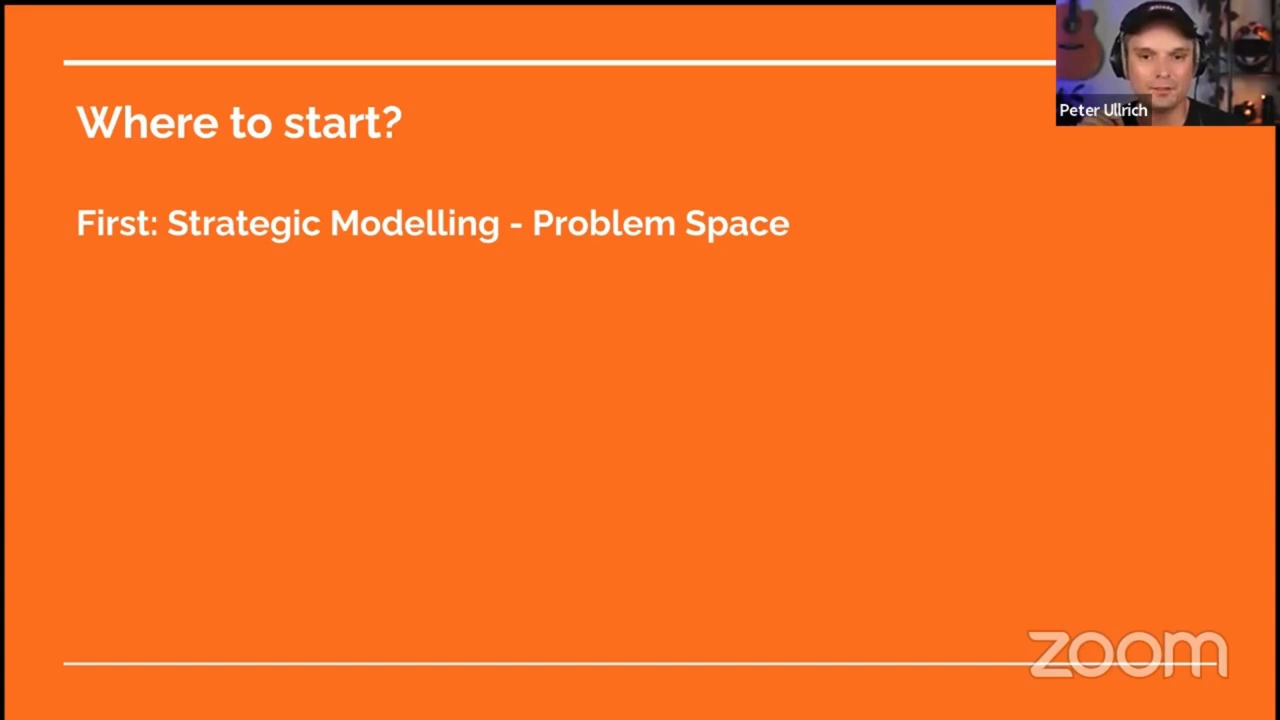 Where to start?
Peter Ullrich
First: Strategic Modelling - Problem Space
zoom